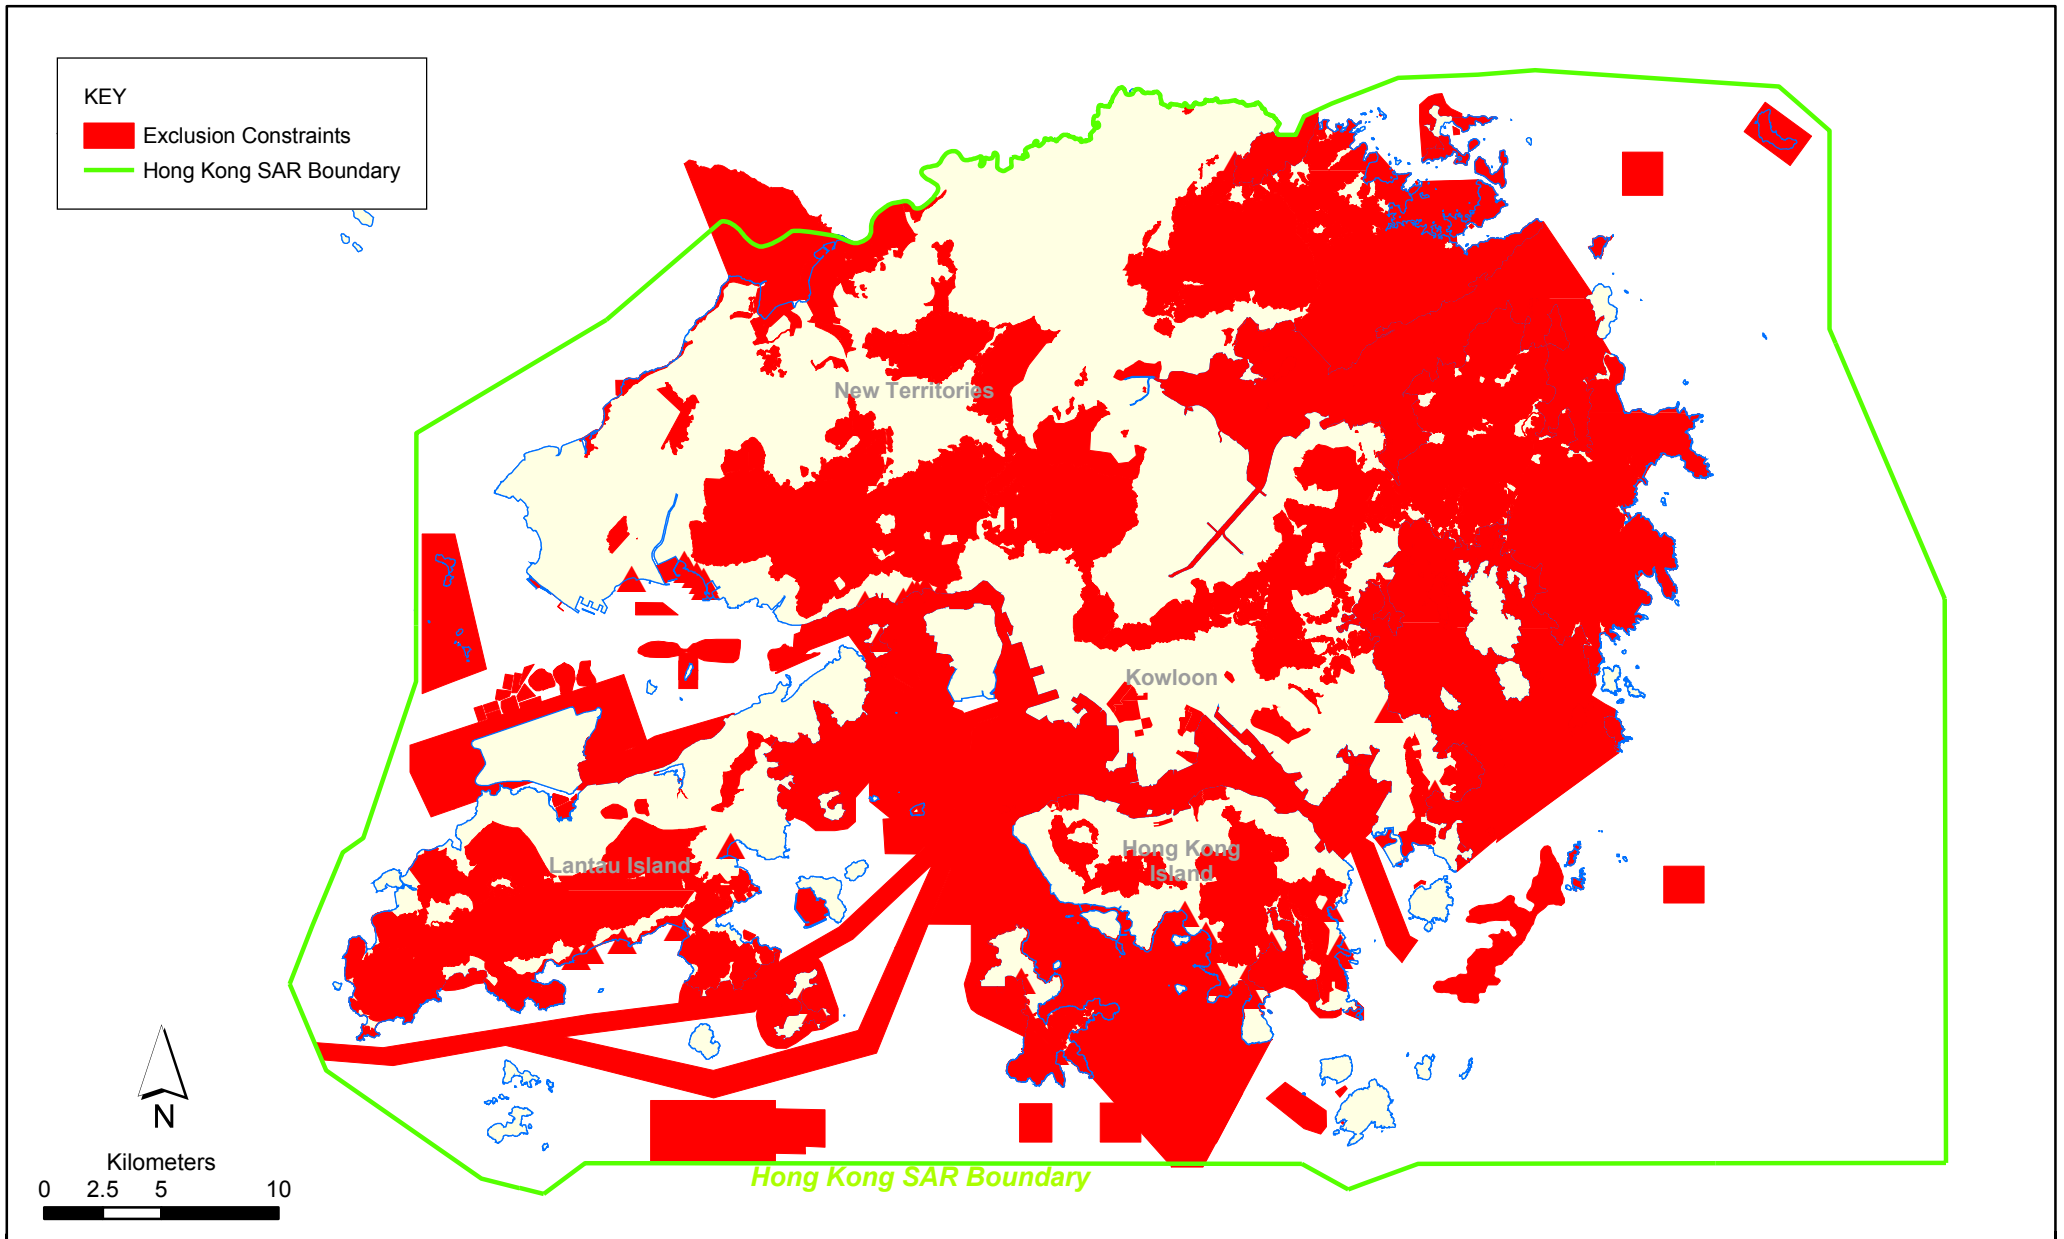 KEY
Exclusion Constraints
Hong Kong SAR Boundary
New Territories
Kowloon
Hong Kong
Island
Lantau Island
N
Kilometers
0 2.5 5 10
Hong Kong SAR Boundary